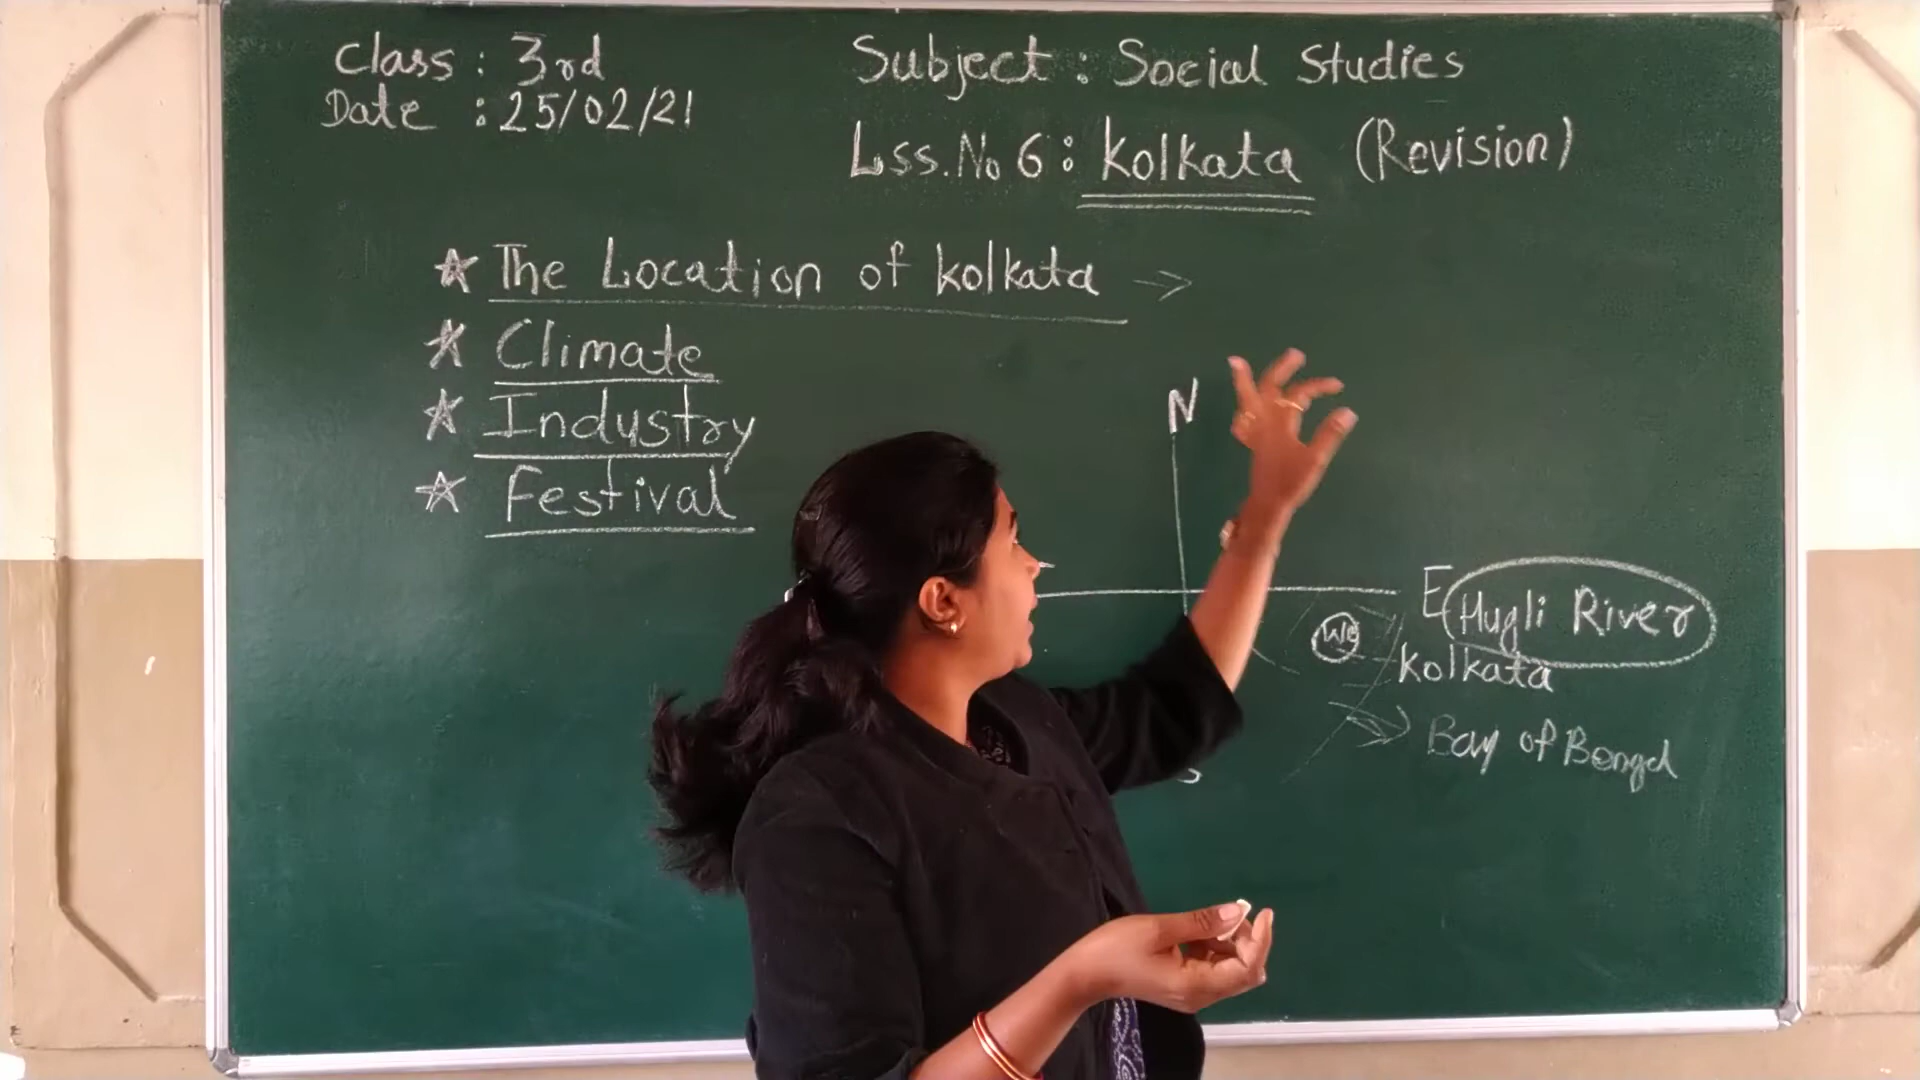 Class : 3rd
Date : 25/02/21
Subject : Social Studies
Lss. No 6 : Kolkata (Revision)
☆ The Location of Kolkata →
☆ Climate
☆ Industry
☆ Festival
N
E
Hugli River
Kolkata
→ Bay of
S